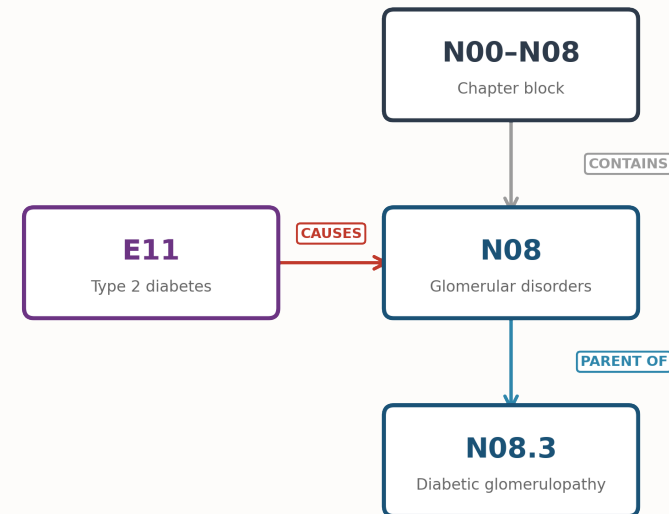 N00–N08
Chapter block
CONTAINS
E11
Type 2 diabetes
CAUSES
N08
Glomerular disorders
PARENT OF
N08.3
Diabetic glomerulopathy